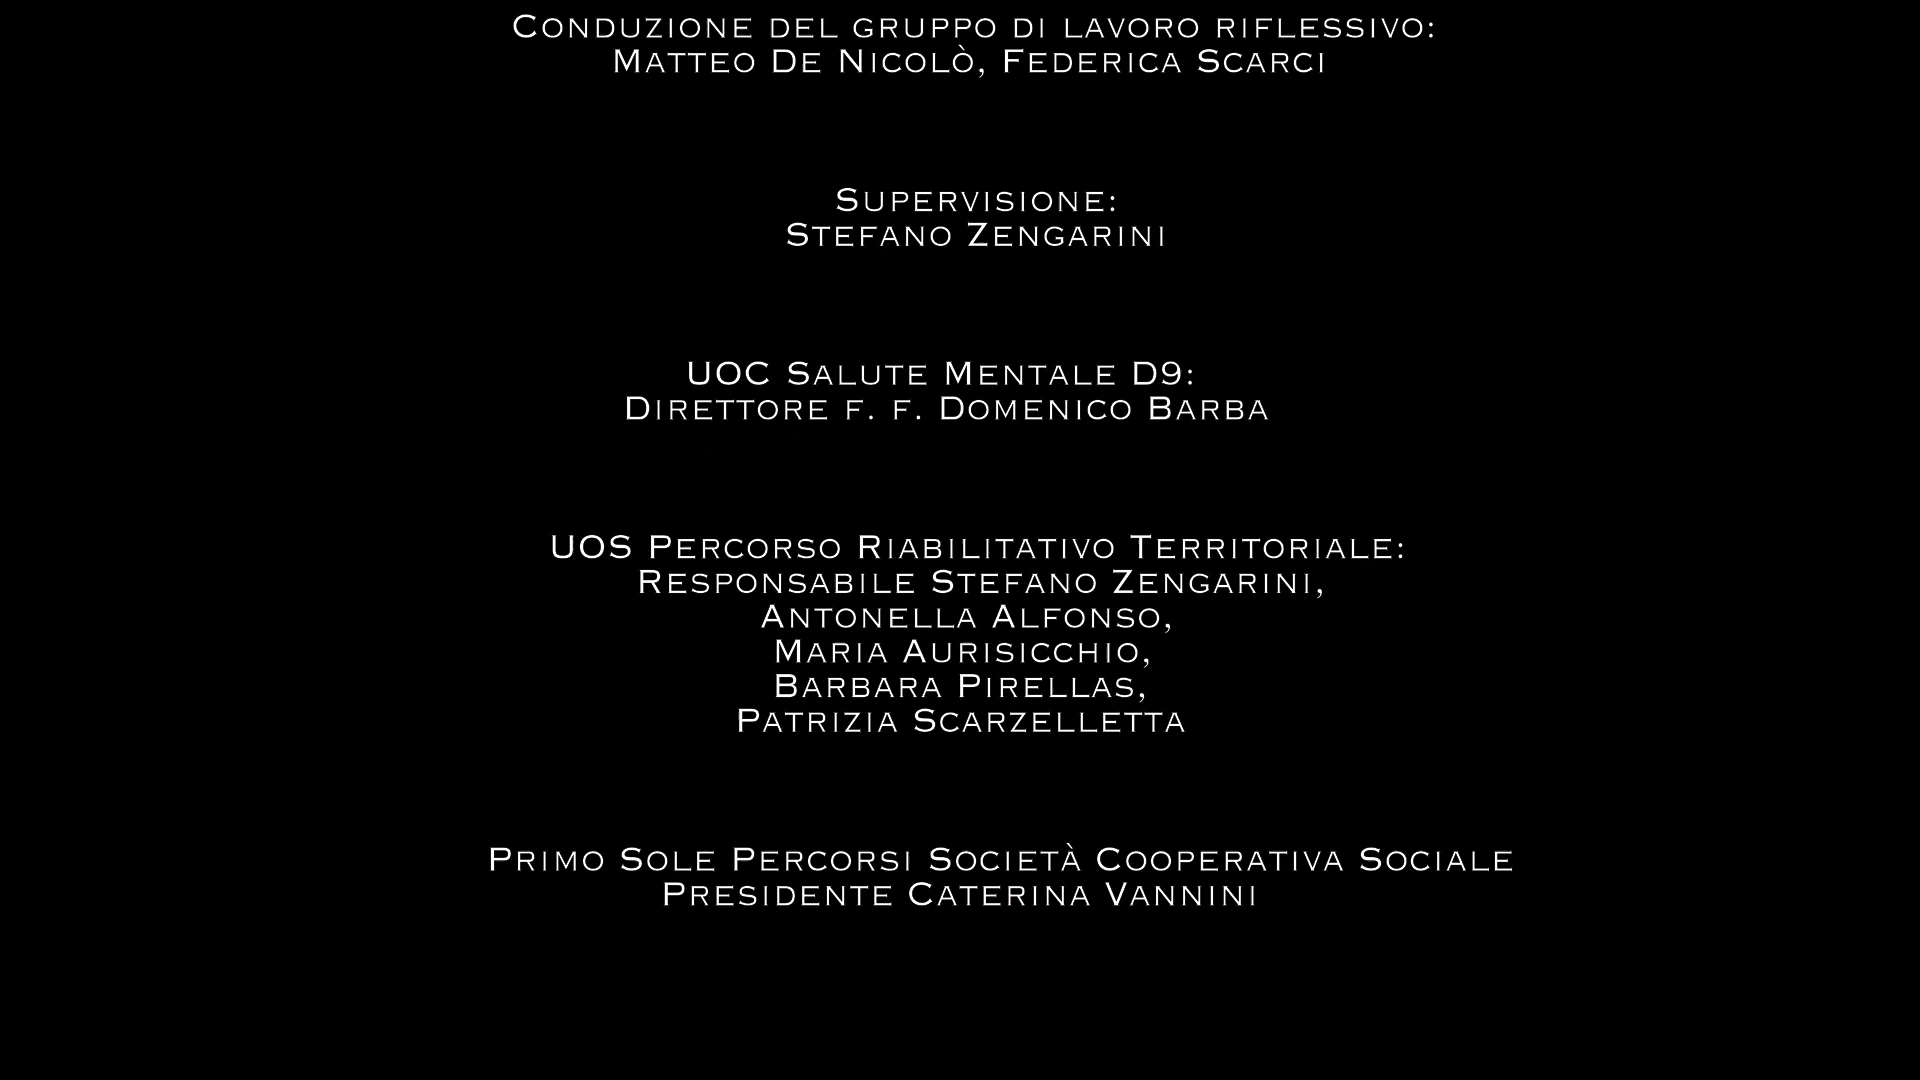 Conduzione del gruppo di lavoro riflessivo:
Matteo De Nicolò, Federica Scarci
Supervisione:
Stefano Zengarini
UOC Salute Mentale D9:
Direttore f. f. Domenico Barba
UOS Percorso Riabilitativo Territoriale:
Responsabile Stefano Zengarini,
Antonella Alfonso,
Maria Aurisicchio,
Barbara Pirellas,
Patrizia Scarzelletta
Primo Sole Percorsi Società Cooperativa Sociale
Presidente Caterina Vannini